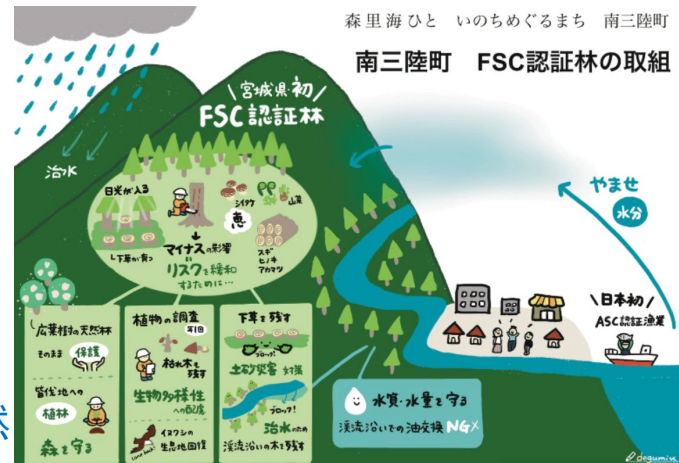 森 里 海 ひと　いのちめぐるまち　南三陸町
南三陸町　FSC認証林の取組
宮城県初
FSC認証林
治水
日光が入る
下草が育つ
シイタケ
山菜
恵
スギ
ヒノキ
アカマツ
マイナスの影響
リスクを緩和
するために…
やませ
水分
日本初
ASC認証漁業
広葉樹の天然林
そのまま 保護
皆伐地への
植林
森を守る
植物の調査
年1回
枯れ木を
残す
生物多様性
への配慮
イヌワシの
生息地回復
come back!
下草を残す
ブロック!
土砂災害 対策
ブロック!
治水のため
渓流沿いの木を残す
水質・水量を守る
渓流沿いでの油交換 NG×
degumiux